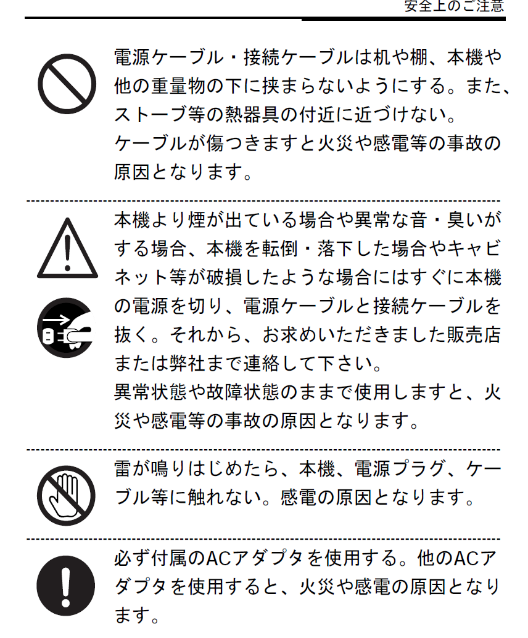 安全上のご注意
電源ケーブル・接続ケーブルは机や棚、本機や
他の重量物の下に挟まらないようにする。また、
ストーブ等の熱器具の付近に近づけない。
ケーブルが傷つきますと火災や感電等の事故の
原因となります。
本機より煙が出ている場合や異常な音・臭いが
する場合、本機を転倒・落下した場合やキャビ
ネット等が破損したような場合にはすぐに本機
の電源を切り、電源ケーブルと接続ケーブルを
抜く。それから、お求めいただきました販売店
または弊社まで連絡して下さい。
異常状態や故障状態のままで使用しますと、火
災や感電等の事故の原因となります。
雷が鳴りはじめたら、本機、電源プラグ、ケー
ブル等に触れない。感電の原因となります。
必ず付属のACアダプタを使用する。他のACア
ダプタを使用すると、火災や感電の原因となり
ます。